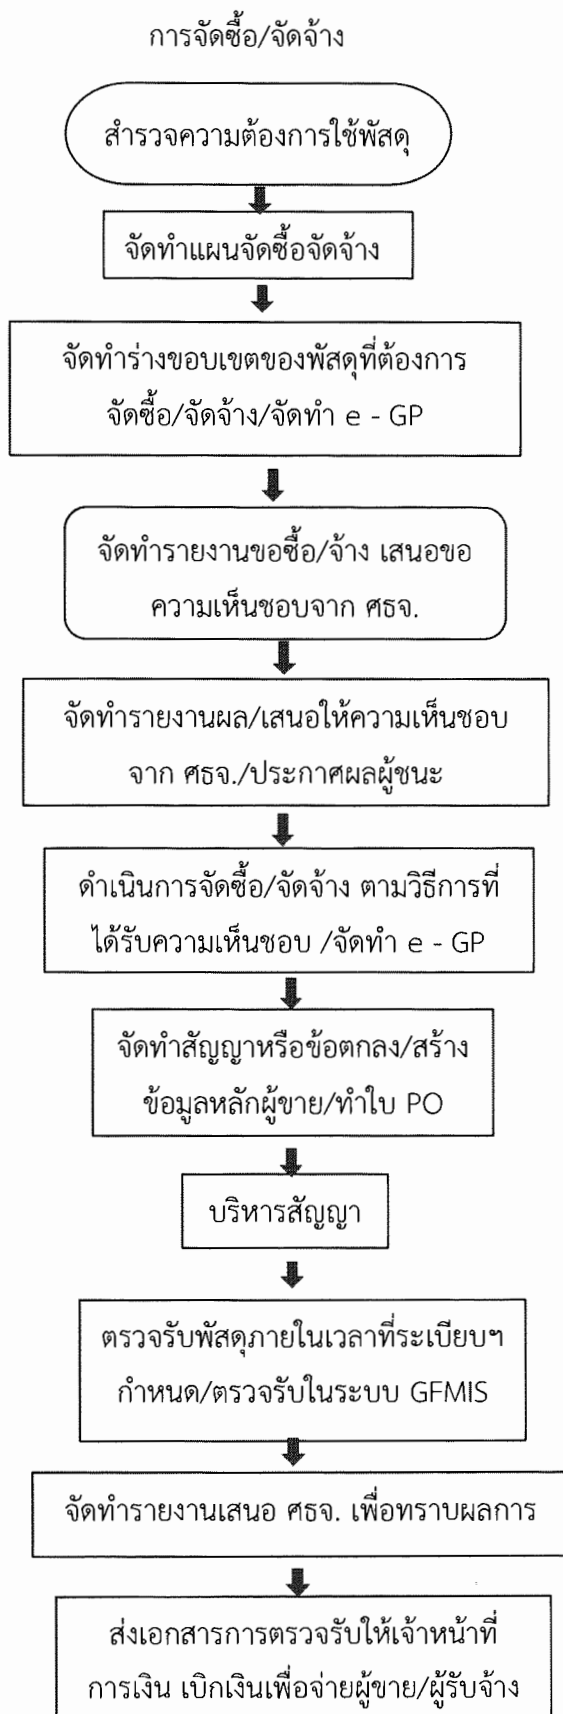 การจัดซื้อ/จัดจ้าง
สำรวจความต้องการใช้พัสดุ
จัดทำแผนจัดซื้อจัดจ้าง
จัดทำร่างขอบเขตของพัสดุที่ต้องการ
จัดซื้อ/จัดจ้าง/จัดทำ e - GP
จัดทำรายงานขอซื้อ/จ้าง เสนอขอ
ความเห็นชอบจาก ศธจ.
จัดทำรายงานผล/เสนอให้ความเห็นชอบ
จาก ศธจ./ประกาศผลผู้ชนะ
ดำเนินการจัดซื้อ/จัดจ้าง ตามวิธีการที่
ได้รับความเห็นชอบ /จัดทำ e - GP
จัดทำสัญญาหรือข้อตกลง/สร้าง
ข้อมูลหลักผู้ขาย/ทำใบ PO
บริหารสัญญา
ตรวจรับพัสดุภายในเวลาที่ระเบียบฯ
กำหนด/ตรวจรับในระบบ GFMIS
จัดทำรายงานเสนอ ศธจ. เพื่อทราบผลการ
ส่งเอกสารการตรวจรับให้เจ้าหน้าที่
การเงิน เบิกเงินเพื่อจ่ายผู้ขาย/ผู้รับจ้าง